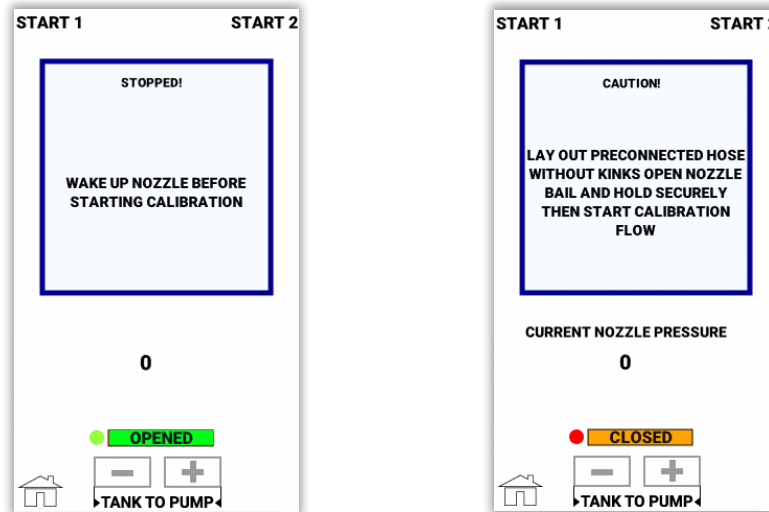 START 1 START 2
STOPPED!
WAKE UP NOZZLE BEFORE
STARTING CALIBRATION
0
OPENED
TANK TO PUMP
START 1 START 2
CAUTION!
LAY OUT PRECONNECTED HOSE
WITHOUT KINKS OPEN NOZZLE
BAIL AND HOLD SECURELY
THEN START CALIBRATION
FLOW
CURRENT NOZZLE PRESSURE
0
CLOSED
TANK TO PUMP